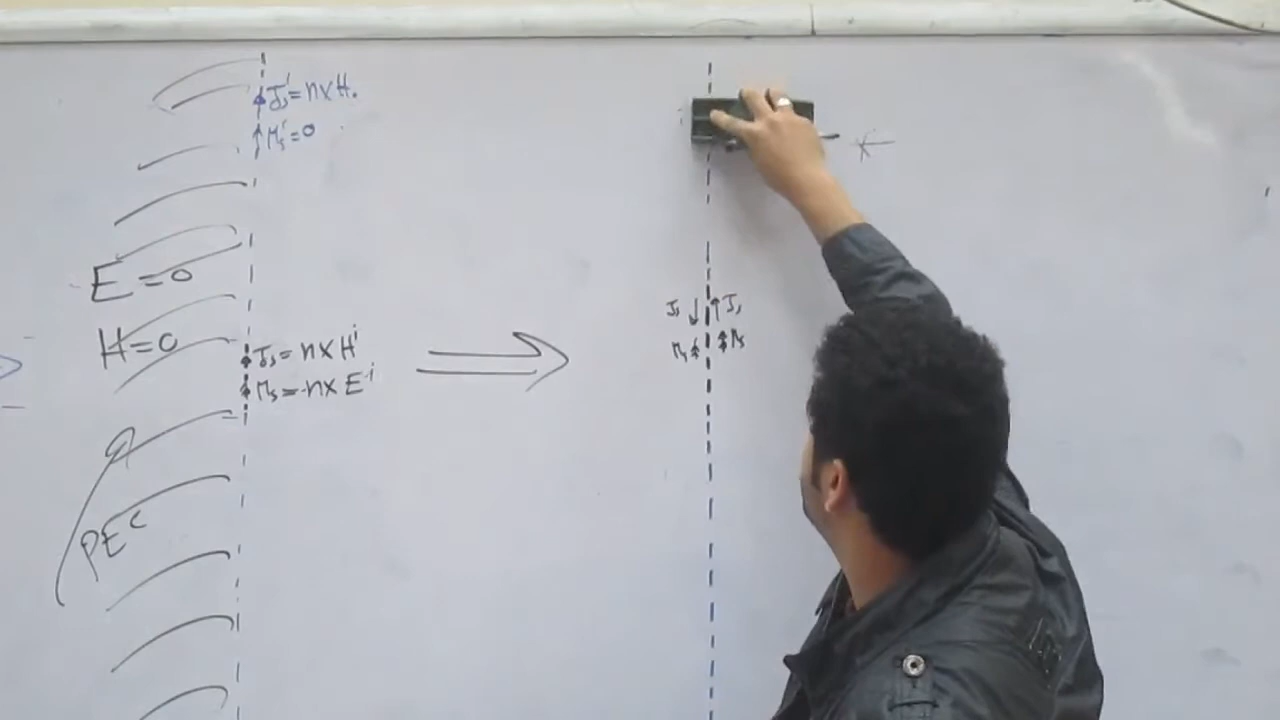 Js^i = n×H.
Ms^i = 0
E = 0
H = 0
Js = n×H^i
Ms = -n×E^i
PEC
Js ↓ ↑ Js
Ms ↑ ↑ Ms